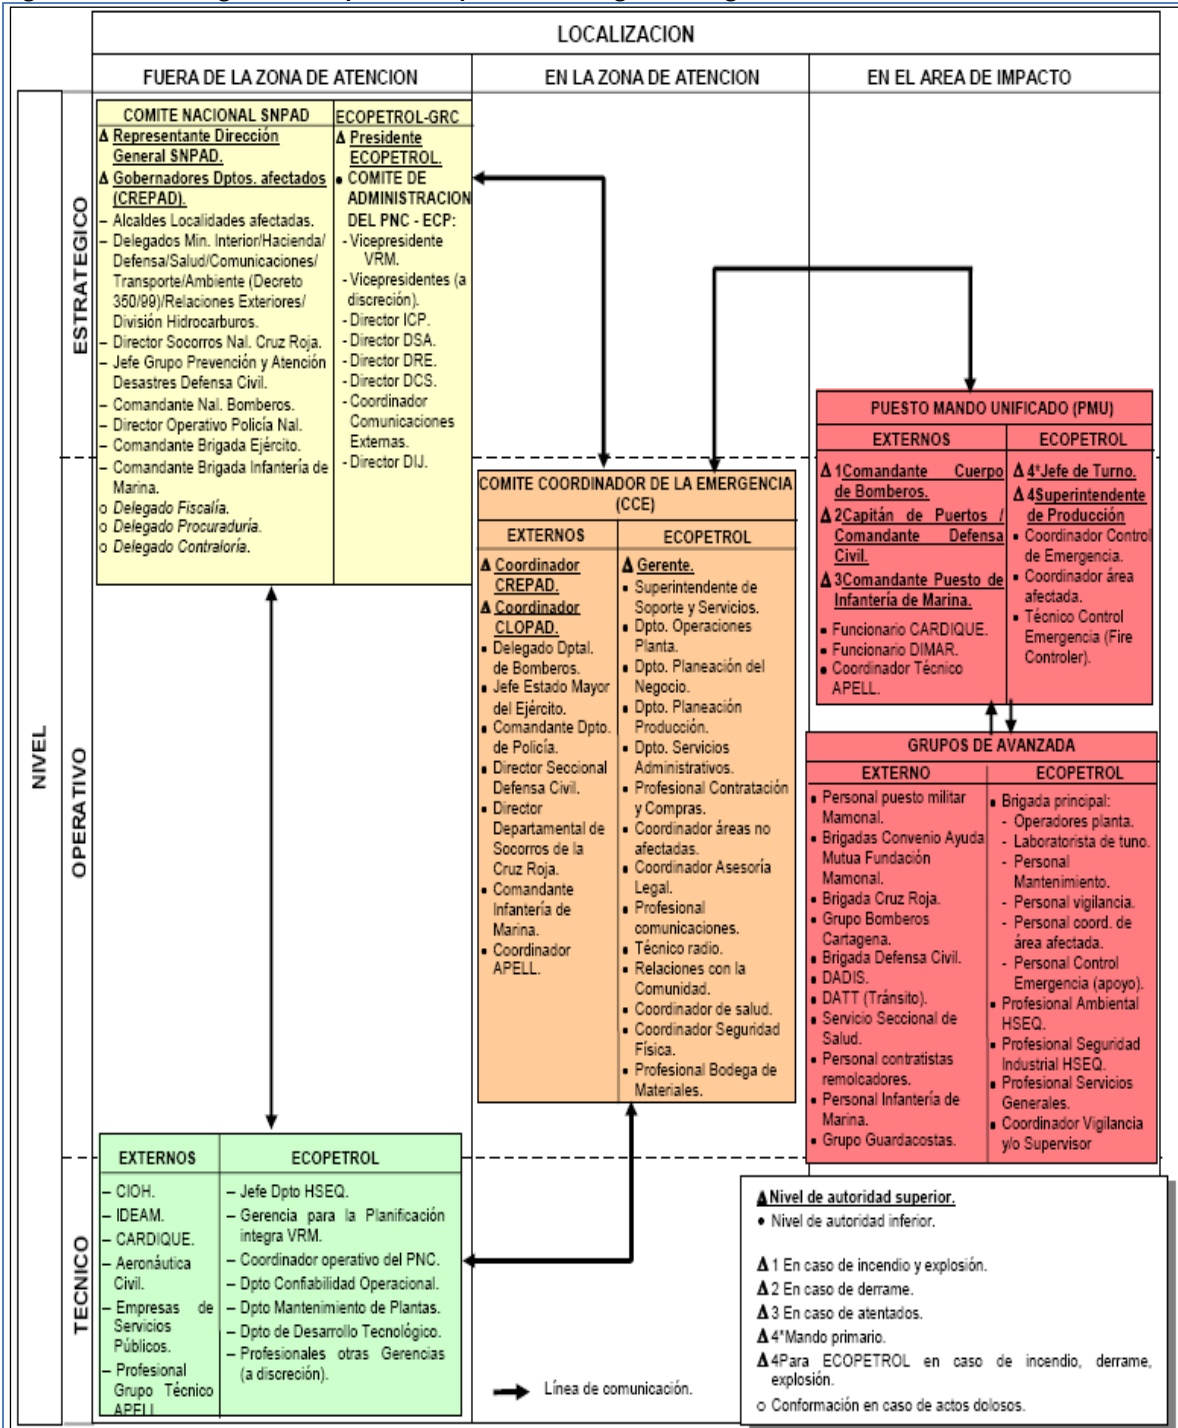 LOCALIZACION
FUERA DE LA ZONA DE ATENCION
EN LA ZONA DE ATENCION
EN EL AREA DE IMPACTO
NIVEL
ESTRATEGICO
OPERATIVO
TECNICO
COMITE NACIONAL SNPAD
Δ Representante Dirección
General SNPAD.
Δ Gobernadores Dptos. afectados
(CREPAD).
– Alcaldes Localidades afectadas.
– Delegados Min. Interior/Hacienda/
Defensa/Salud/Comunicaciones/
Transporte/Ambiente (Decreto
350/99)/Relaciones Exteriores/
División Hidrocarburos.
– Director Socorros Nal. Cruz Roja.
– Jefe Grupo Prevención y Atención
Desastres Defensa Civil.
– Comandante Nal. Bomberos.
– Director Operativo Policía Nal.
– Comandante Brigada Ejército.
– Comandante Brigada Infantería de
Marina.
o Delegado Fiscalía.
o Delegado Procuraduría.
o Delegado Contraloría.
ECOPETROL-GRC
Δ Presidente
ECOPETROL.
• COMITE DE
ADMINISTRACION
DEL PNC - ECP:
- Vicepresidente
VRM.
- Vicepresidentes (a
discreción).
- Director ICP.
- Director DSA.
- Director DRE.
- Director DCS.
- Coordinador
Comunicaciones
Externas.
- Director DIJ.
COMITE COORDINADOR DE LA EMERGENCIA
(CCE)
EXTERNOS
Δ Coordinador
CREPAD.
Δ Coordinador
CLOPAD.
▪ Delegado Dptal.
de Bomberos.
▪ Jefe Estado Mayor
del Ejército.
▪ Comandante Dpto.
de Policía.
▪ Director Seccional
Defensa Civil.
▪ Director
Departamental de
Socorros de la
Cruz Roja.
▪ Comandante
Infantería de
Marina.
▪ Coordinador
APELL.
ECOPETROL
Δ Gerente.
▪ Superintendente de
Soporte y Servicios.
▪ Dpto. Operaciones
Planta.
▪ Dpto. Planeación del
Negocio.
▪ Dpto. Planeación
Producción.
▪ Dpto. Servicios
Administrativos.
▪ Profesional Contratación
y Compras.
▪ Coordinador áreas no
afectadas.
▪ Coordinador Asesoría
Legal.
▪ Profesional
comunicaciones.
▪ Técnico radio.
▪ Relaciones con la
Comunidad.
▪ Coordinador de salud.
▪ Coordinador Seguridad
Física.
▪ Profesional Bodega de
Materiales.
PUESTO MANDO UNIFICADO (PMU)
EXTERNOS
Δ 1Comandante Cuerpo
de Bomberos.
Δ 2Capitán de Puertos /
Comandante Defensa
Civil.
Δ 3Comandante Puesto de
Infantería de Marina.
▪ Funcionario CARDIQUE.
▪ Funcionario DIMAR.
▪ Coordinador Técnico
APELL.
ECOPETROL
Δ 4*Jefe de Turno.
Δ 4Superintendente
de Producción
▪ Coordinador Control
de Emergencia.
▪ Coordinador área
afectada.
▪ Técnico Control
Emergencia (Fire
Controler).
GRUPOS DE AVANZADA
EXTERNO
▪ Personal puesto militar
Mamonal.
▪ Brigadas Convenio Ayuda
Mutua Fundación
Mamonal.
▪ Brigada Cruz Roja.
▪ Grupo Bomberos
Cartagena.
▪ Brigada Defensa Civil.
▪ DADIS.
▪ DATT (Tránsito).
▪ Servicio Seccional de
Salud.
▪ Personal contratistas
remolcadores.
▪ Personal Infantería de
Marina.
▪ Grupo Guardacostas.
ECOPETROL
▪ Brigada principal:
- Operadores planta.
- Laboratorista de tuno.
- Personal
Mantenimiento.
- Personal vigilancia.
- Personal coord. de
área afectada.
- Personal Control
Emergencia (apoyo).
▪ Profesional Ambiental
HSEQ.
▪ Profesional Seguridad
Industrial HSEQ.
▪ Profesional Servicios
Generales.
▪ Coordinador Vigilancia
y/o Supervisor
EXTERNOS
– CIOH.
– IDEAM.
– CARDIQUE.
– Aeronáutica
Civil.
– Empresas de
Servicios
Públicos.
– Profesional
Grupo Técnico
APELL
ECOPETROL
– Jefe Dpto HSEQ.
– Gerencia para la Planificación
integra VRM.
– Coordinador operativo del PNC.
– Dpto Confiabilidad Operacional.
– Dpto Mantenimiento de Plantas.
– Dpto de Desarrollo Tecnológico.
– Profesionales otras Gerencias
(a discreción).
Línea de comunicación.
Δ Nivel de autoridad superior.
• Nivel de autoridad inferior.
Δ 1 En caso de incendio y explosión.
Δ 2 En caso de derrame.
Δ 3 En caso de atentados.
Δ 4*Mando primario.
Δ 4Para ECOPETROL en caso de incendio, derrame,
explosión.
o Conformación en caso de actos dolosos.